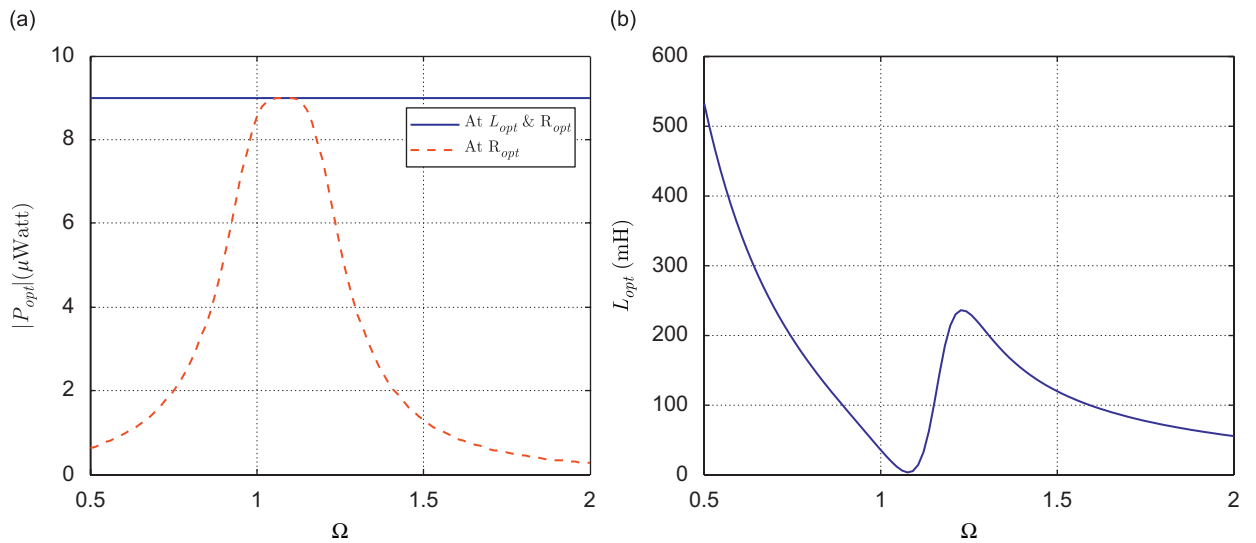 (a)
10
8
6
4
2
0
0.5
1
1.5
2
Ω
|P_opt|(μWatt)
At L_opt & R_opt
At R_opt
(b)
600
500
400
300
200
100
0
0.5
1
1.5
2
Ω
L_opt (mH)